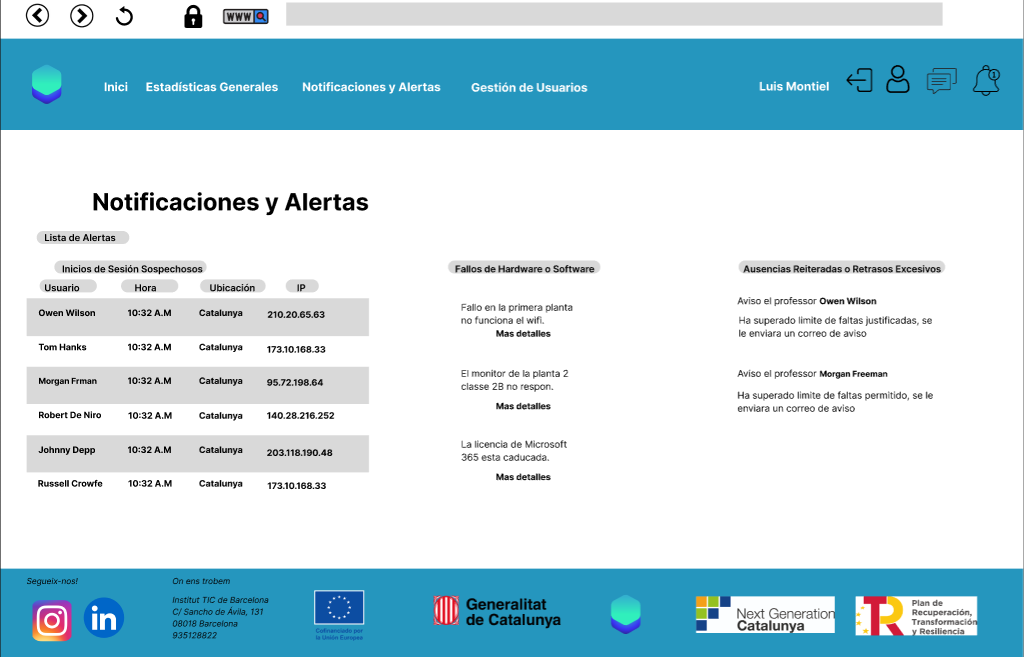 WWW
Inici
Estadísticas Generales
Notificaciones y Alertas
Gestión de Usuarios
Luis Montiel
1
Notificaciones y Alertas
Lista de Alertas
Inicios de Sesión Sospechosos
Usuario Hora Ubicación IP
Owen Wilson 10:32 A.M Catalunya 210.20.65.63
Tom Hanks 10:32 A.M Catalunya 173.10.168.33
Morgan Frman 10:32 A.M Catalunya 95.72.198.64
Robert De Niro 10:32 A.M Catalunya 140.28.216.252
Johnny Depp 10:32 A.M Catalunya 203.118.190.48
Russell Crowfe 10:32 A.M Catalunya 173.10.168.33
Fallos de Hardware o Software
Fallo en la primera planta
no funciona el wifi.
Mas detalles
El monitor de la planta 2
classe 2B no respon.
Mas detalles
La licencia de Microsoft
365 esta caducada.
Mas detalles
Ausencias Reiteradas o Retrasos Excesivos
Aviso el professor Owen Wilson
Ha superado limite de faltas justificadas, se
le enviara un correo de aviso
Aviso el professor Morgan Freeman
Ha superado limite de faltas permitido, se le
enviara un correo de aviso
Segueix-nos!
in
On ens trobem
Institut TIC de Barcelona
C/ Sancho de Ávila, 131
08018 Barcelona
935128822
Cofinanciado por
la Unión Europea
Generalitat
de Catalunya
Next Generation
Catalunya
Plan de
Recuperación,
Transformación
y Resiliencia